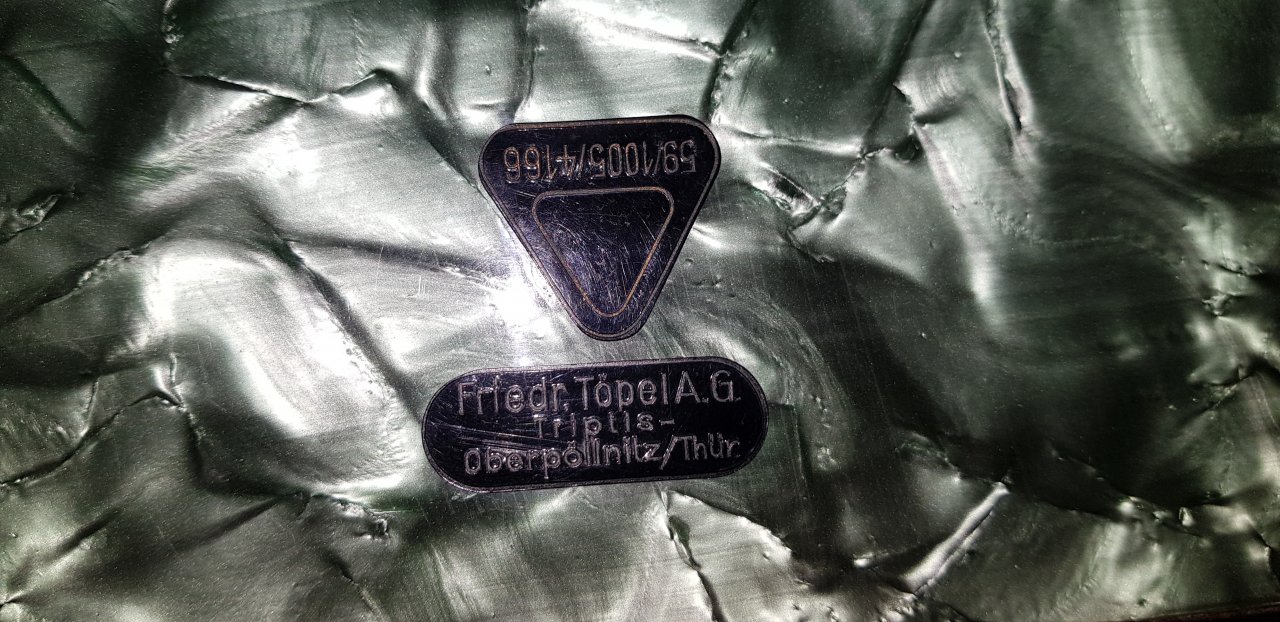 59/1005/4166
Friedr. Töpel A.G.
Triptis-
Oberpöllnitz/Thür.